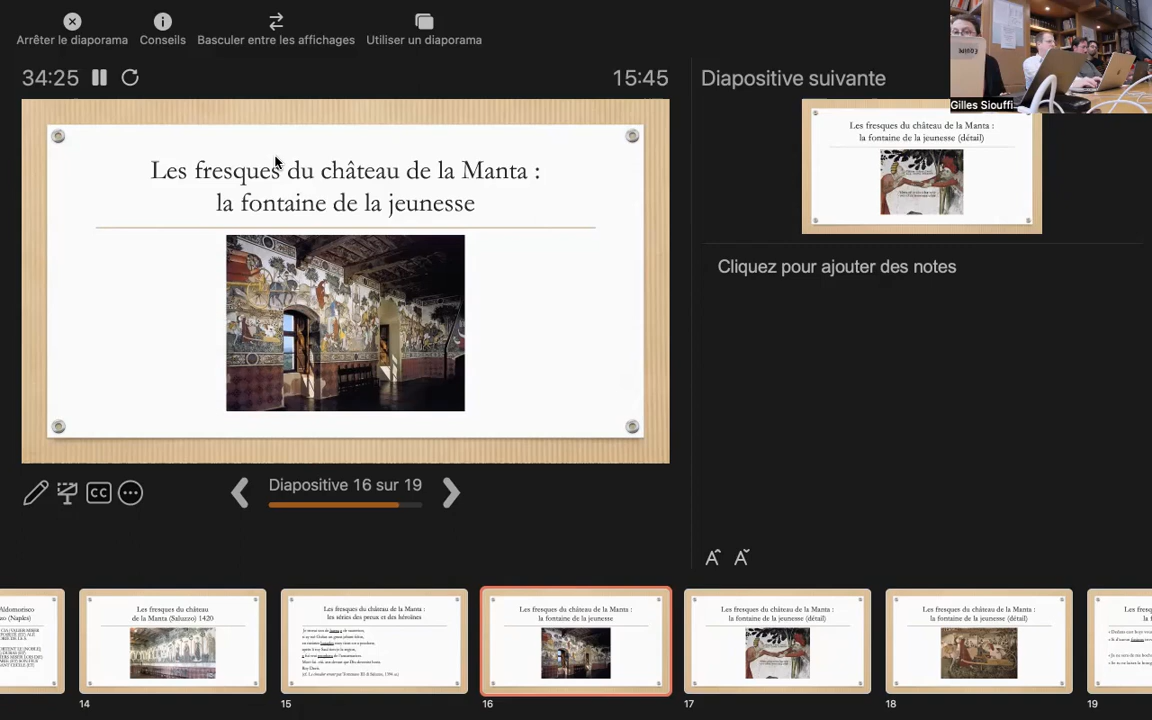 Arrêter le diaporama
Conseils
Basculer entre les affichages
Utiliser un diaporama
Gilles Siouffi...
34:25
15:45
Diapositive suivante
Les fresques du château de la Manta :
la fontaine de la jeunesse
Les fresques du château de la Manta :
la fontaine de la jeunesse (détail)
Cliquez pour ajouter des notes
CC
Diapositive 16 sur 19
A A
Les fresques du château
de la Manta (Saluzzo) 1420
Les fresques du château de la Manta :
les séries des preux et des héroïnes
Les fresques du château de la Manta :
la fontaine de la jeunesse
Les fresques du château de la Manta :
la fontaine de la jeunesse (détail)
Les fresques du château de la Manta :
la fontaine de la jeunesse (détail)
14
15
16
17
18
19